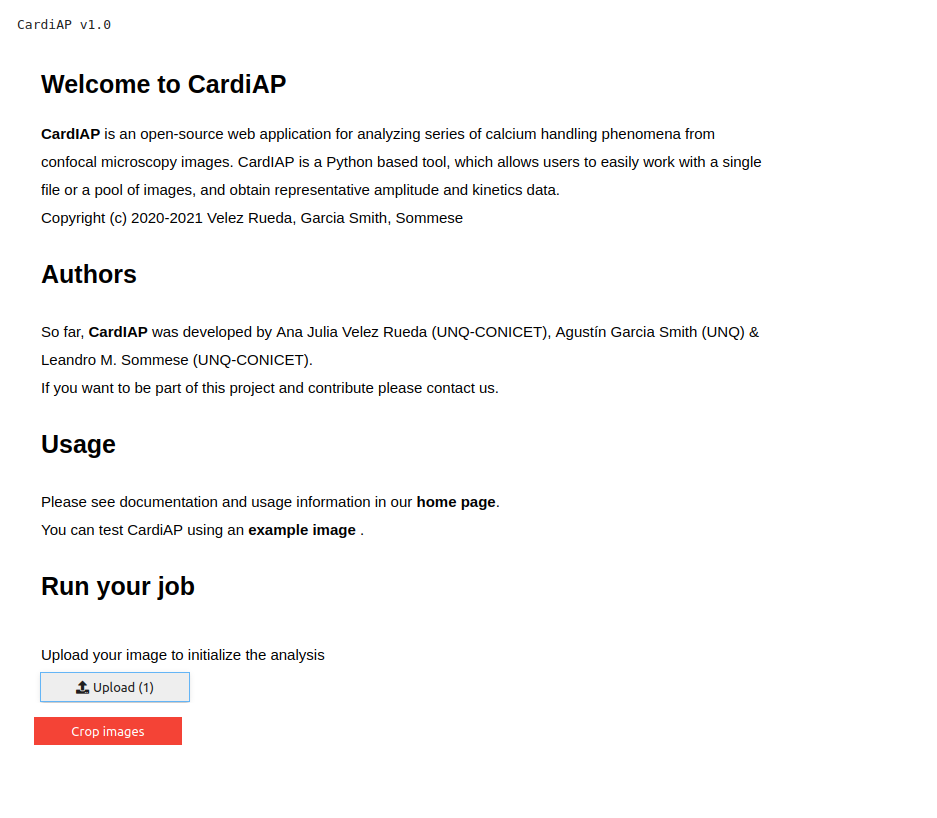 CardiAP v1.0
Welcome to CardiAP
CardIAP is an open-source web application for analyzing series of calcium handling phenomena from
confocal microscopy images. CardIAP is a Python based tool, which allows users to easily work with a single
file or a pool of images, and obtain representative amplitude and kinetics data.
Copyright (c) 2020-2021 Velez Rueda, Garcia Smith, Sommese
Authors
So far, CardIAP was developed by Ana Julia Velez Rueda (UNQ-CONICET), Agustín Garcia Smith (UNQ) &
Leandro M. Sommese (UNQ-CONICET).
If you want to be part of this project and contribute please contact us.
Usage
Please see documentation and usage information in our home page.
You can test CardiAP using an example image .
Run your job
Upload your image to initialize the analysis
Upload (1)
Crop images